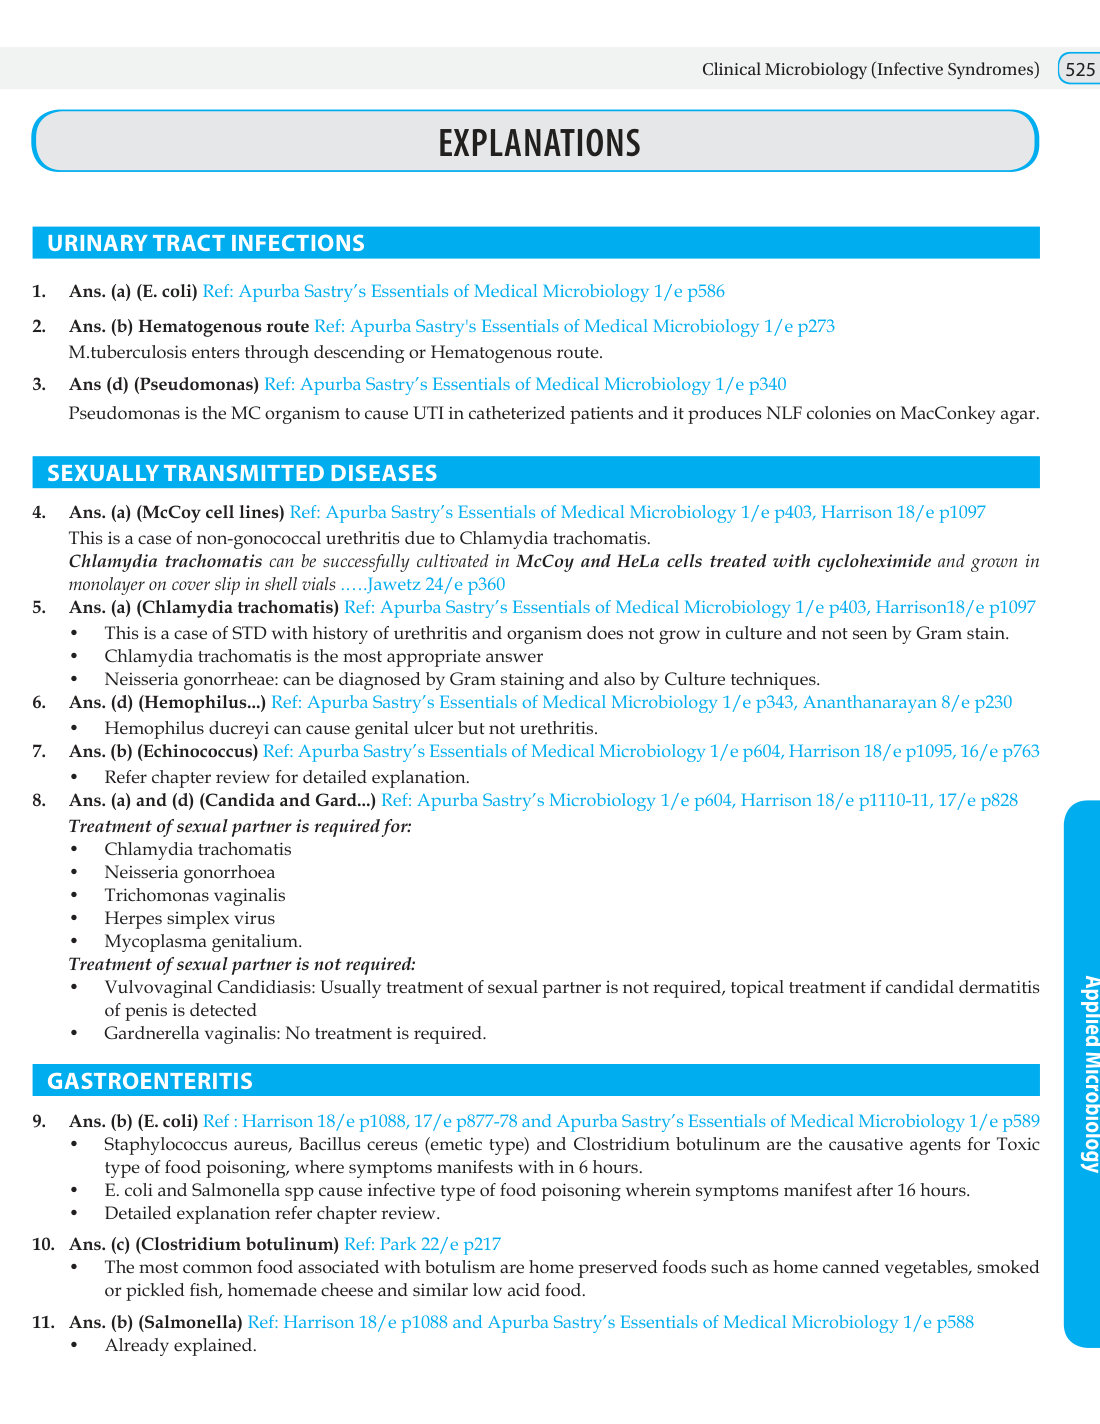 Clinical Microbiology (Infective Syndromes) 525
EXPLANATIONS
URINARY TRACT INFECTIONS
1. Ans. (a) (E. coli) Ref: Apurba Sastry’s Essentials of Medical Microbiology 1/e p586
2. Ans. (b) Hematogenous route Ref: Apurba Sastry's Essentials of Medical Microbiology 1/e p273
M.tuberculosis enters through descending or Hematogenous route.
3. Ans (d) (Pseudomonas) Ref: Apurba Sastry’s Essentials of Medical Microbiology 1/e p340
Pseudomonas is the MC organism to cause UTI in catheterized patients and it produces NLF colonies on MacConkey agar.
SEXUALLY TRANSMITTED DISEASES
4. Ans. (a) (McCoy cell lines) Ref: Apurba Sastry’s Essentials of Medical Microbiology 1/e p403, Harrison 18/e p1097
This is a case of non-gonococcal urethritis due to Chlamydia trachomatis.
Chlamydia trachomatis can be successfully cultivated in McCoy and HeLa cells treated with cycloheximide and grown in
monolayer on cover slip in shell vials …..Jawetz 24/e p360
5. Ans. (a) (Chlamydia trachomatis) Ref: Apurba Sastry’s Essentials of Medical Microbiology 1/e p403, Harrison18/e p1097
• This is a case of STD with history of urethritis and organism does not grow in culture and not seen by Gram stain.
• Chlamydia trachomatis is the most appropriate answer
• Neisseria gonorrheae: can be diagnosed by Gram staining and also by Culture techniques.
6. Ans. (d) (Hemophilus...) Ref: Apurba Sastry’s Essentials of Medical Microbiology 1/e p343, Ananthanarayan 8/e p230
• Hemophilus ducreyi can cause genital ulcer but not urethritis.
7. Ans. (b) (Echinococcus) Ref: Apurba Sastry’s Essentials of Medical Microbiology 1/e p604, Harrison 18/e p1095, 16/e p763
• Refer chapter review for detailed explanation.
8. Ans. (a) and (d) (Candida and Gard...) Ref: Apurba Sastry’s Microbiology 1/e p604, Harrison 18/e p1110-11, 17/e p828
Treatment of sexual partner is required for:
• Chlamydia trachomatis
• Neisseria gonorrhoea
• Trichomonas vaginalis
• Herpes simplex virus
• Mycoplasma genitalium.
Treatment of sexual partner is not required:
• Vulvovaginal Candidiasis: Usually treatment of sexual partner is not required, topical treatment if candidal dermatitis
of penis is detected
• Gardnerella vaginalis: No treatment is required.
GASTROENTERITIS
9. Ans. (b) (E. coli) Ref : Harrison 18/e p1088, 17/e p877-78 and Apurba Sastry’s Essentials of Medical Microbiology 1/e p589
• Staphylococcus aureus, Bacillus cereus (emetic type) and Clostridium botulinum are the causative agents for Toxic
type of food poisoning, where symptoms manifests with in 6 hours.
• E. coli and Salmonella spp cause infective type of food poisoning wherein symptoms manifest after 16 hours.
• Detailed explanation refer chapter review.
10. Ans. (c) (Clostridium botulinum) Ref: Park 22/e p217
• The most common food associated with botulism are home preserved foods such as home canned vegetables, smoked
or pickled fish, homemade cheese and similar low acid food.
11. Ans. (b) (Salmonella) Ref: Harrison 18/e p1088 and Apurba Sastry’s Essentials of Medical Microbiology 1/e p588
• Already explained.
Applied Microbiology